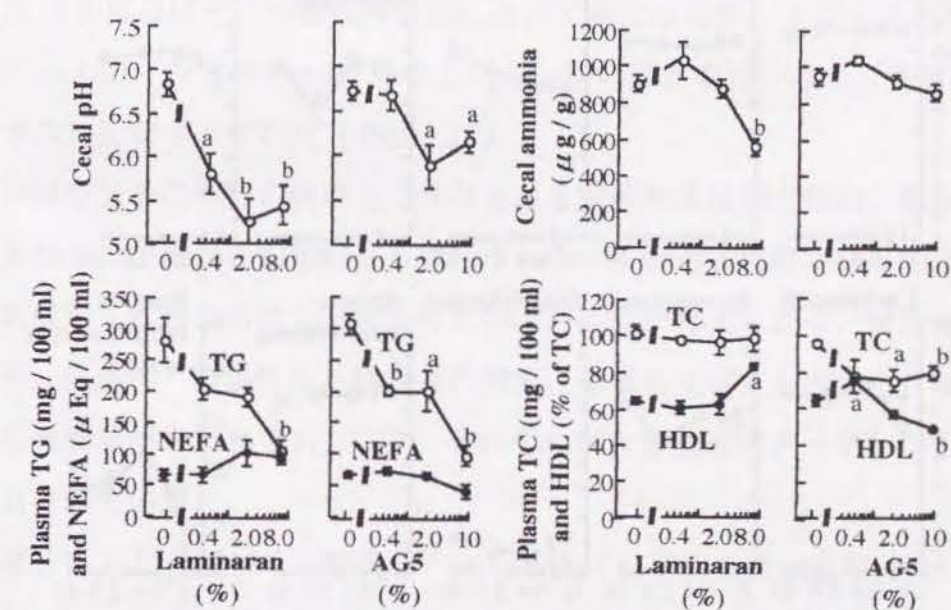 Cecal pH
7.5
7.0
6.5
6.0
5.5
5.0
a
b
b
a
a
0 0.4 2.0 8.0
0 0.4 2.0 10
Cecal ammonia
(μg / g)
1200
1000
800
600
400
200
0
b
0 0.4 2.0 8.0
0 0.4 2.0 10
Plasma TG (mg / 100 ml)
and NEFA (μEq / 100 ml)
350
300
250
200
150
100
50
0
TG
NEFA
b
TG
b
a
b
NEFA
0 0.4 2.0 8.0
0 0.4 2.0 10
Laminaran
(%)
AG5
(%)
Plasma TC (mg / 100 ml)
and HDL (% of TC)
120
100
80
60
40
20
0
TC
a
HDL
TC
a
b
a
HDL
b
0 0.4 2.0 8.0
0 0.4 2.0 10
Laminaran
(%)
AG5
(%)